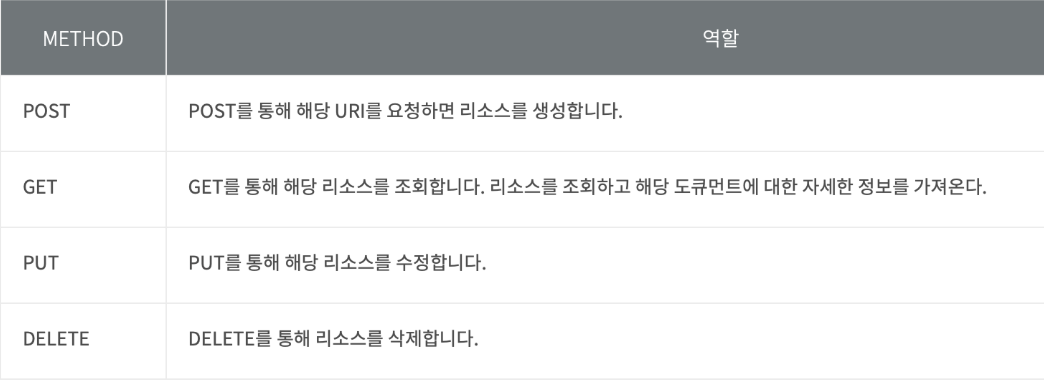 METHOD 역할
POST POST를 통해 해당 URI를 요청하면 리소스를 생성합니다.
GET GET를 통해 해당 리소스를 조회합니다. 리소스를 조회하고 해당 도큐먼트에 대한 자세한 정보를 가져온다.
PUT PUT를 통해 해당 리소스를 수정합니다.
DELETE DELETE를 통해 리소스를 삭제합니다.